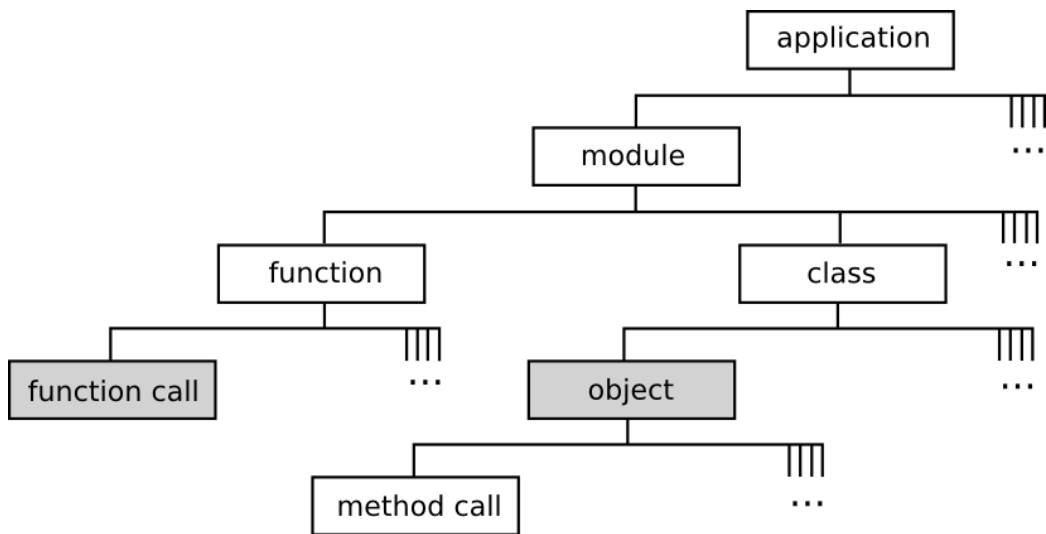 application
...
module
...
function
class
...
function call
...
object
...
method call
...